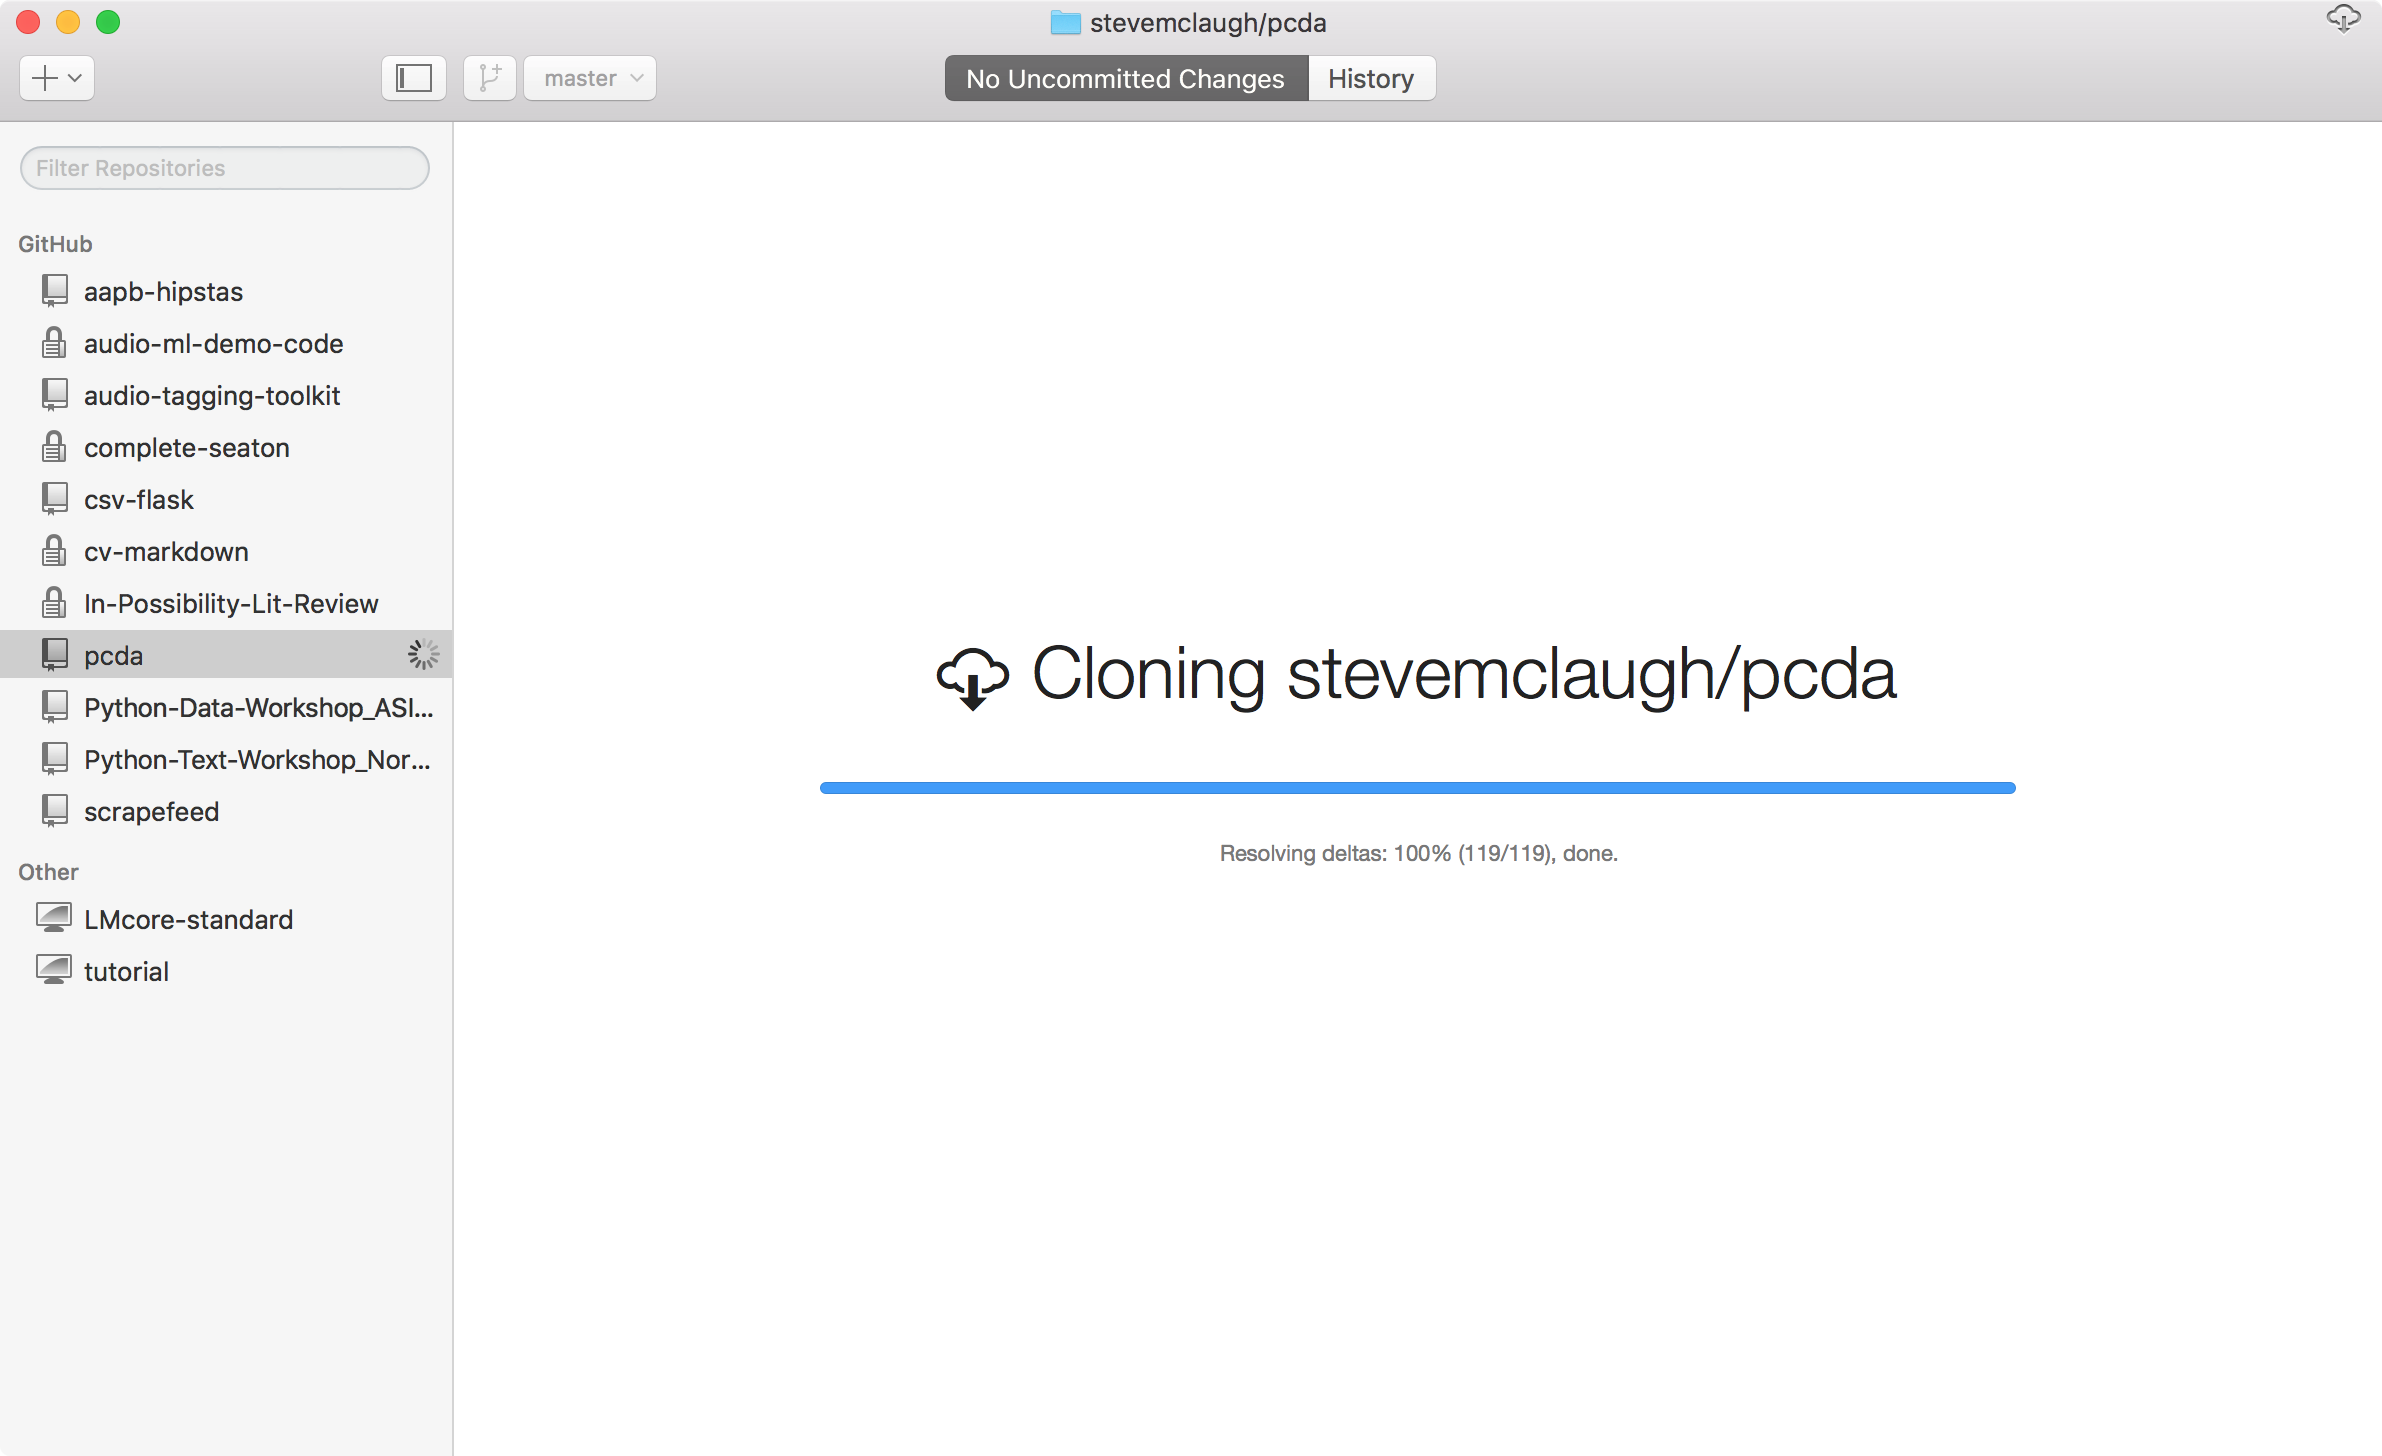 stevemclaugh/pcda
master
No Uncommitted Changes
History
Filter Repositories
GitHub
aapb-hipstas
audio-ml-demo-code
audio-tagging-toolkit
complete-seaton
csv-flask
cv-markdown
In-Possibility-Lit-Review
pcda
Python-Data-Workshop_ASI...
Python-Text-Workshop_Nor...
scrapefeed
Other
LMcore-standard
tutorial
Cloning stevemclaugh/pcda
Resolving deltas: 100% (119/119), done.